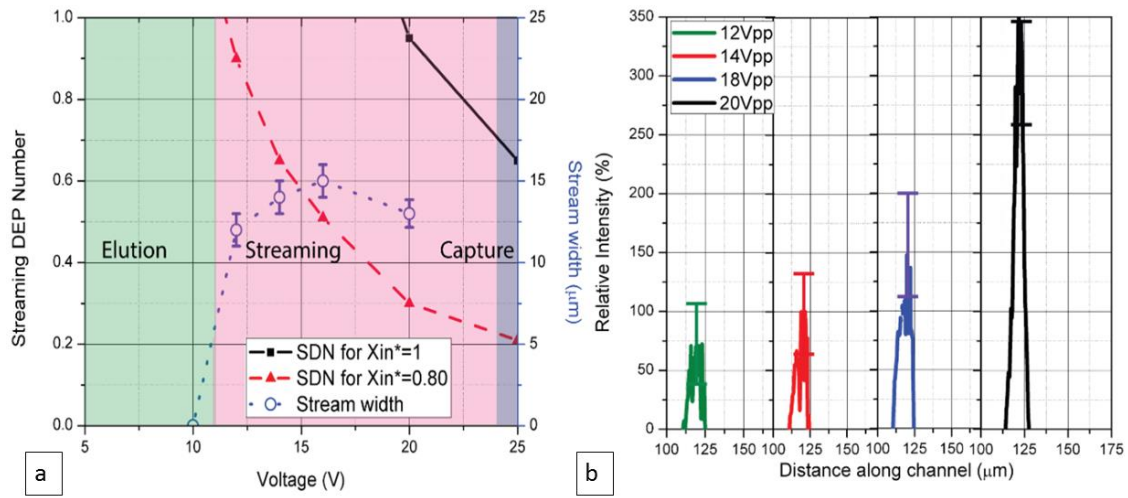 1.0
0.8
0.6
0.4
0.2
0.0
Streaming DEP Number
25
20
15
10
5
0
Stream width (μm)
Elution
Streaming
Capture
SDN for Xin*=1
SDN for Xin*=0.80
Stream width
5
10
15
20
25
Voltage (V)
a
350
300
250
200
150
100
50
0
Relative Intensity (%)
12Vpp
14Vpp
18Vpp
20Vpp
100 125 150 100 125 150 100 125 150 100 125 150 175
Distance along channel (μm)
b